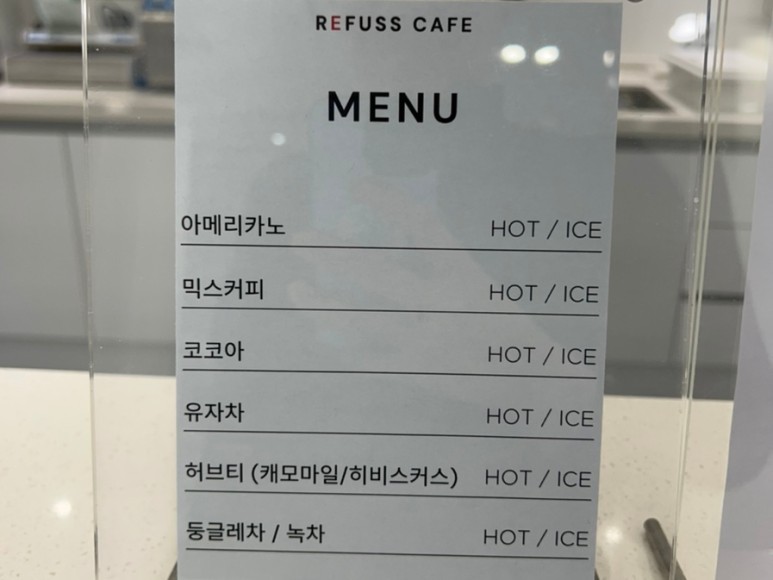 REFUSS CAFE
MENU
아메리카노 HOT / ICE
믹스커피 HOT / ICE
코코아 HOT / ICE
유자차 HOT / ICE
허브티 (캐모마일/히비스커스) HOT / ICE
둥글레차 / 녹차 HOT / ICE